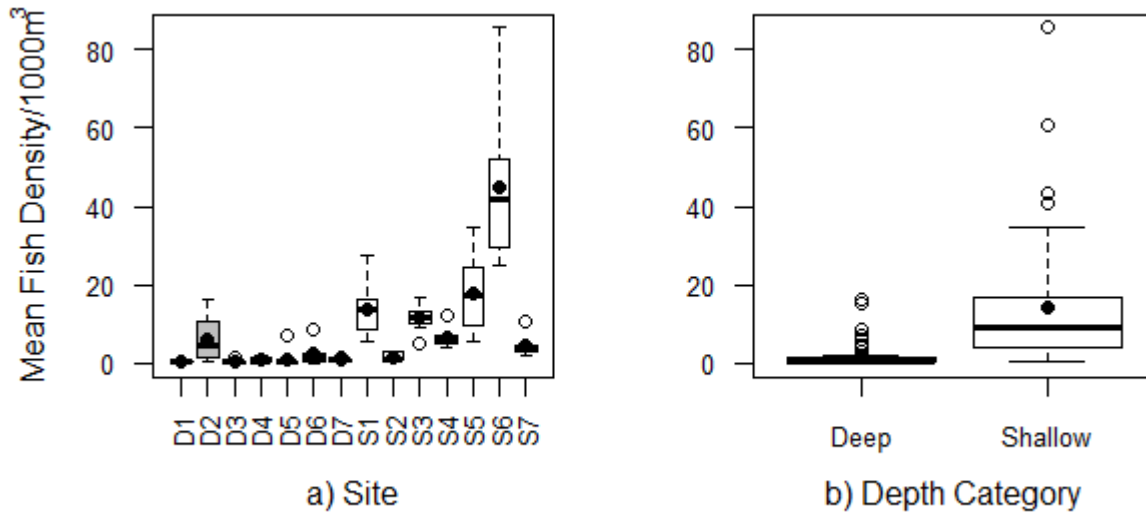 Mean Fish Density/1000m³
80
60
40
20
0
D1
D2
D3
D4
D5
D6
D7
S1
S2
S3
S4
S5
S6
S7
a) Site
80
60
40
20
0
Deep
Shallow
b) Depth Category